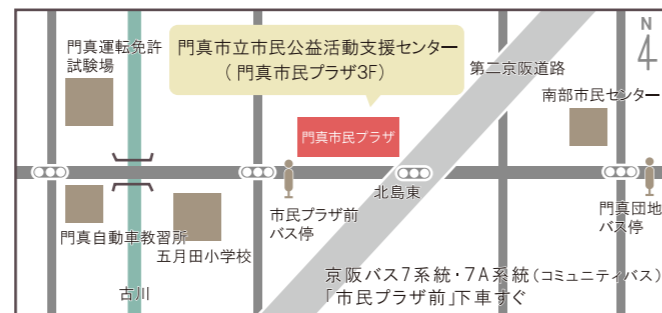 門真運転免許
試験場
門真市立市民公益活動支援センター
(門真市民プラザ3F)
第二京阪道路
N
南部市民センター
門真市民プラザ
北島東
市民プラザ前
バス停
門真団地
バス停
門真自動車教習所
五月田小学校
古川
京阪バス7系統・7A系統(コミュニティバス)
「市民プラザ前」下車すぐ